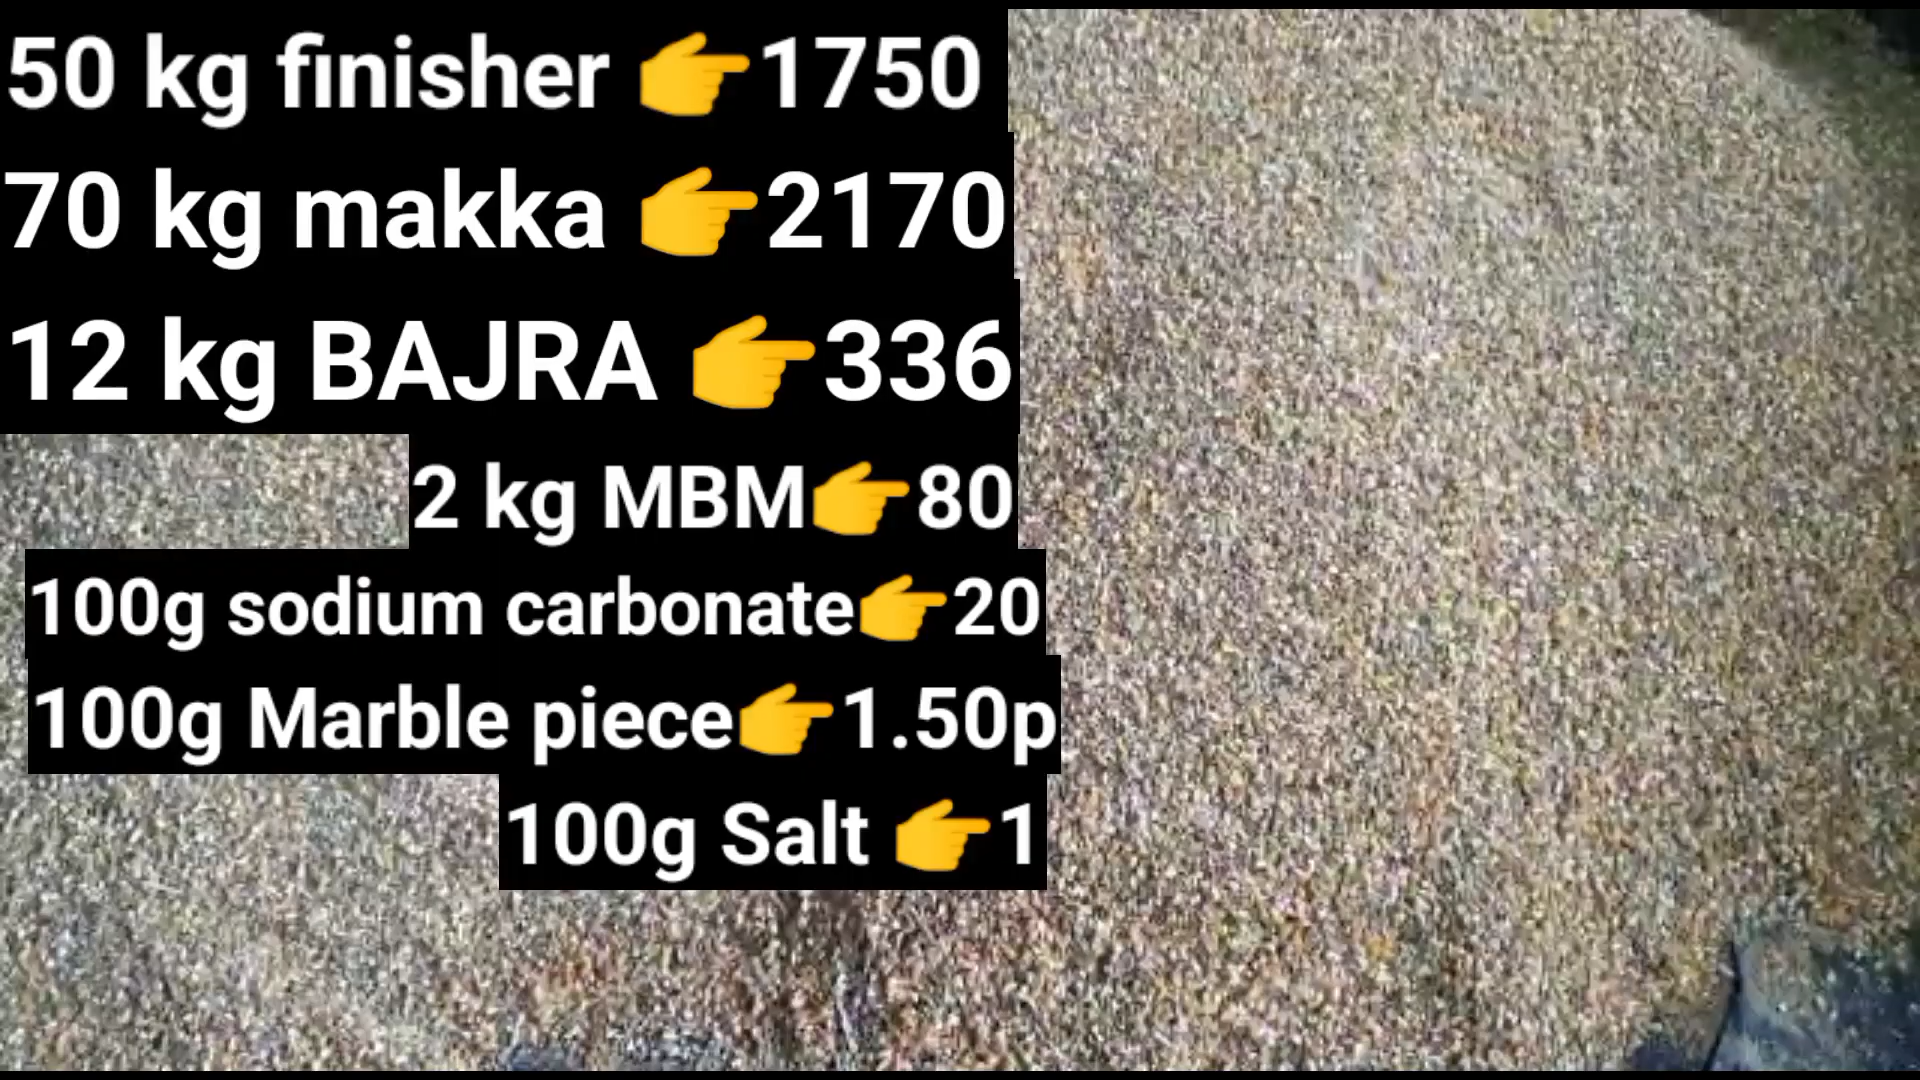 50 kg finisher 👉1750
70 kg makka 👉2170
12 kg BAJRA 👉336
2 kg MBM👉80
100g sodium carbonate👉20
100g Marble piece👉1.50p
100g Salt 👉1